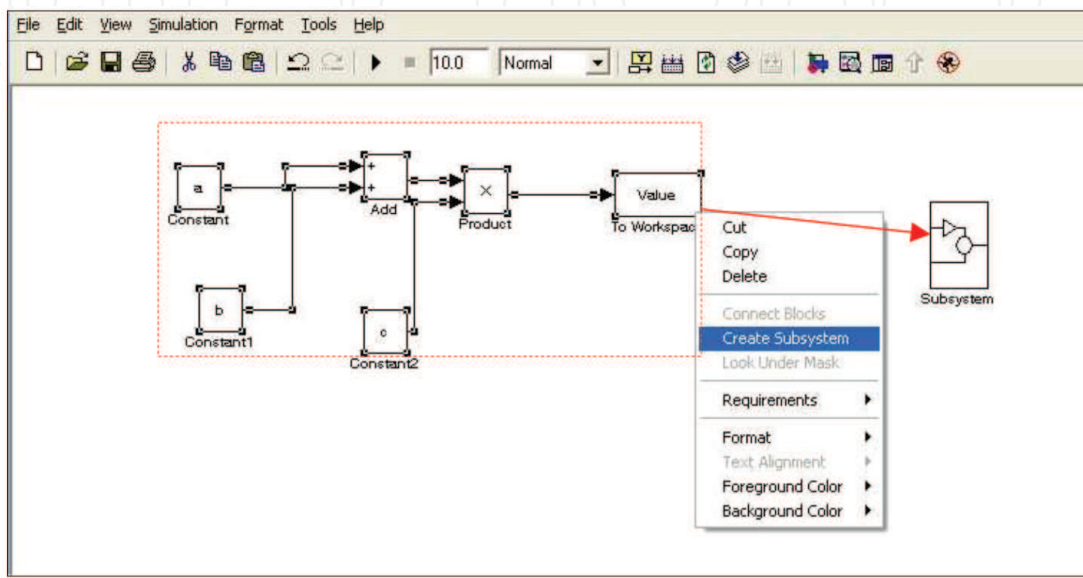 File Edit View Simulation Format Tools Help
10.0 Normal
a
Constant
+
+
Add
×
Product
Value
To Workspac
b
Constant1
c
Constant2
Cut
Copy
Delete
Connect Blocks
Create Subsystem
Look Under Mask
Requirements
Format
Text Alignment
Foreground Color
Background Color
Subsystem